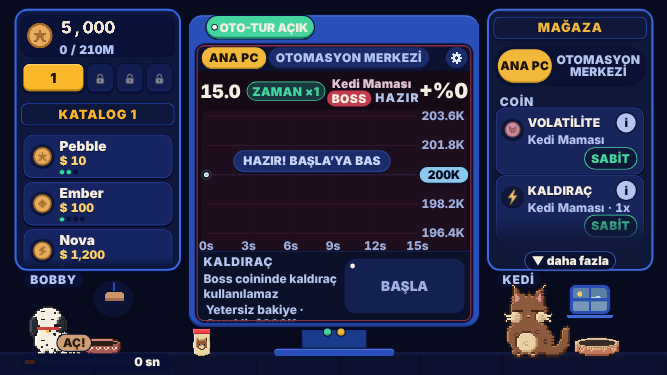 5,000
0 / 210M
1
KATALOG 1
Pebble
$ 10
Ember
$ 100
Nova
$ 1,200
BOBBY
AÇ!
0 sn
OTO-TUR AÇIK
ANA PC
OTOMASYON MERKEZİ
15.0
ZAMAN ×1
Kedi Maması
BOSS HAZIR
+%0
203.6K
201.8K
HAZIR! BAŞLA'YA BAS
200K
198.2K
196.4K
0s 3s 6s 9s 12s 15s
KALDIRAÇ
Boss coininde kaldıraç
kullanılamaz
Yetersiz bakiye ·
BAŞLA
MAĞAZA
ANA PC
OTOMASYON
MERKEZİ
COİN
VOLATİLİTE
i
Kedi Maması
SABİT
KALDIRAÇ
i
Kedi Maması · 1x
SABİT
▼ daha fazla
KEDİ